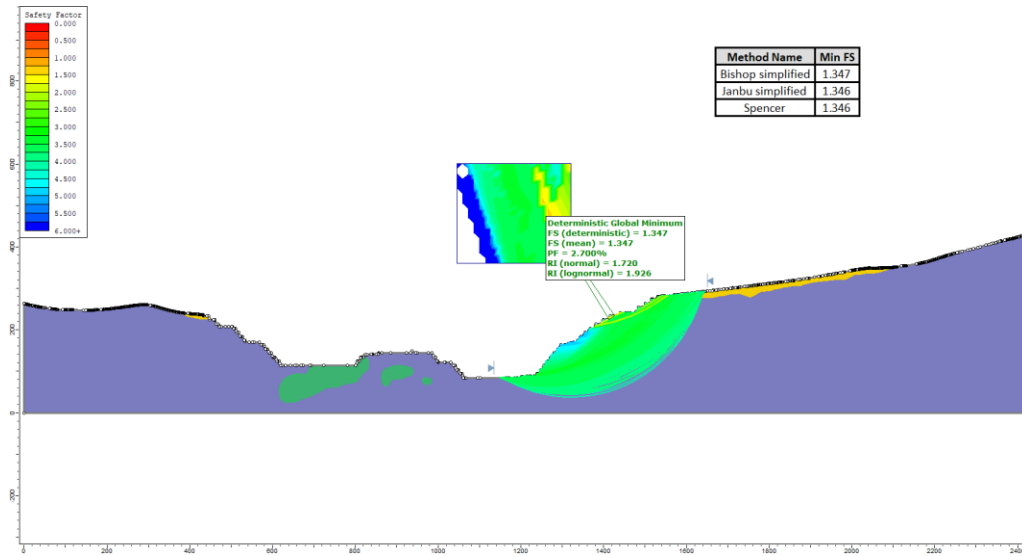 Safety Factor
0.000
0.500
1.000
1.500
2.000
2.500
3.000
3.500
4.000
4.500
5.000
5.500
6.000+
Method Name Min FS
Bishop simplified 1.347
Janbu simplified 1.346
Spencer 1.346
Deterministic Global Minimum
FS (deterministic) = 1.347
FS (mean) = 1.347
PF = 2.700%
RI (normal) = 1.720
RI (lognormal) = 1.926
800
600
400
200
0
-200
0 200 400 600 800 1000 1200 1400 1600 1800 2000 2200 2400